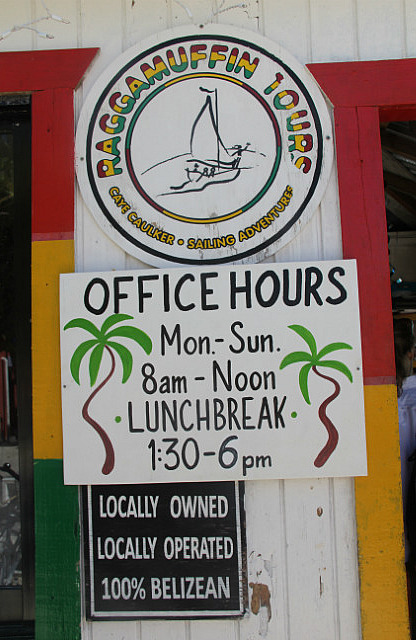 RAGGAMUFFIN TOURS
CAYE CAULKER • SAILING ADVENTURES
OFFICE HOURS
Mon.-Sun.
8am - Noon
• LUNCHBREAK •
1:30-6pm
LOCALLY OWNED
LOCALLY OPERATED
100% BELIZEAN